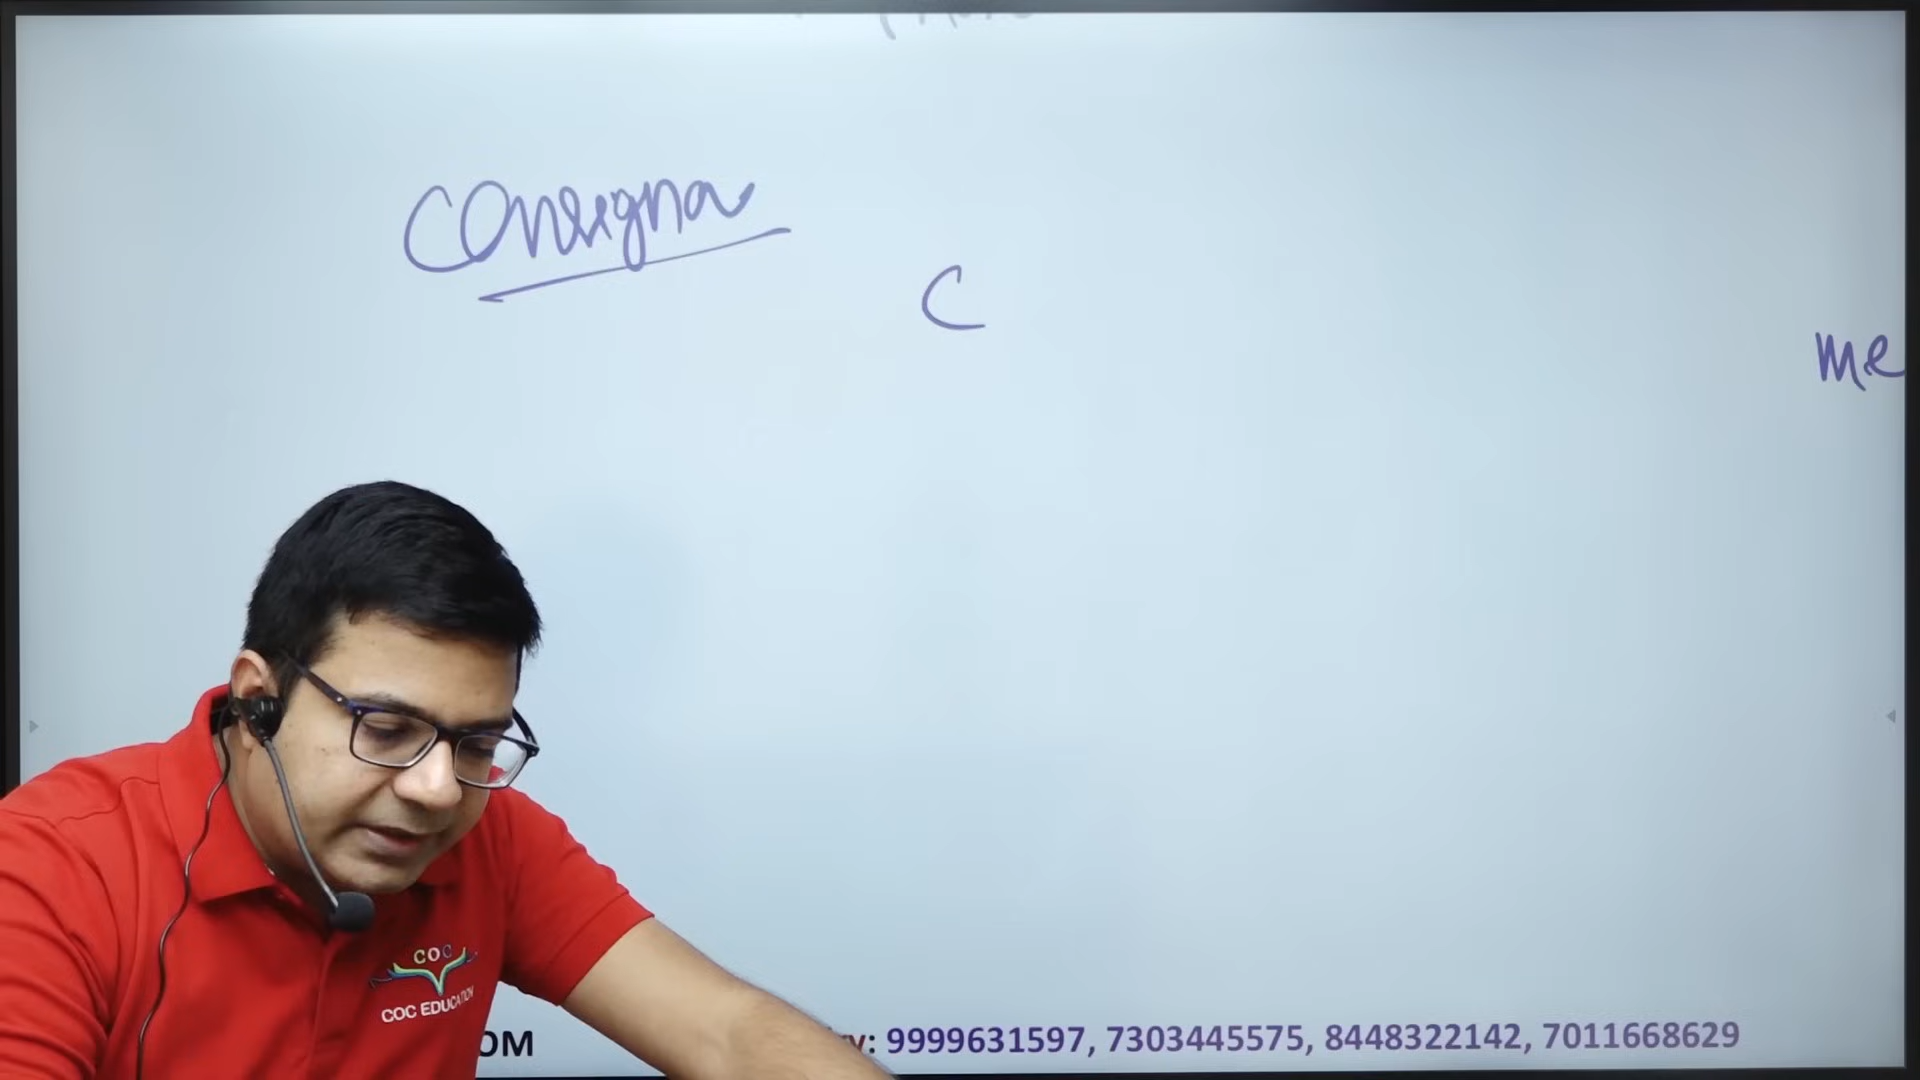 Consigna
C
me
COC
COC EDUCATION
OM
y: 9999631597, 7303445575, 8448322142, 7011668629